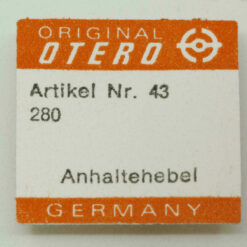 ORIGINAL
OTERO
Artikel Nr. 43
280
Anhaltehebel
GERMANY